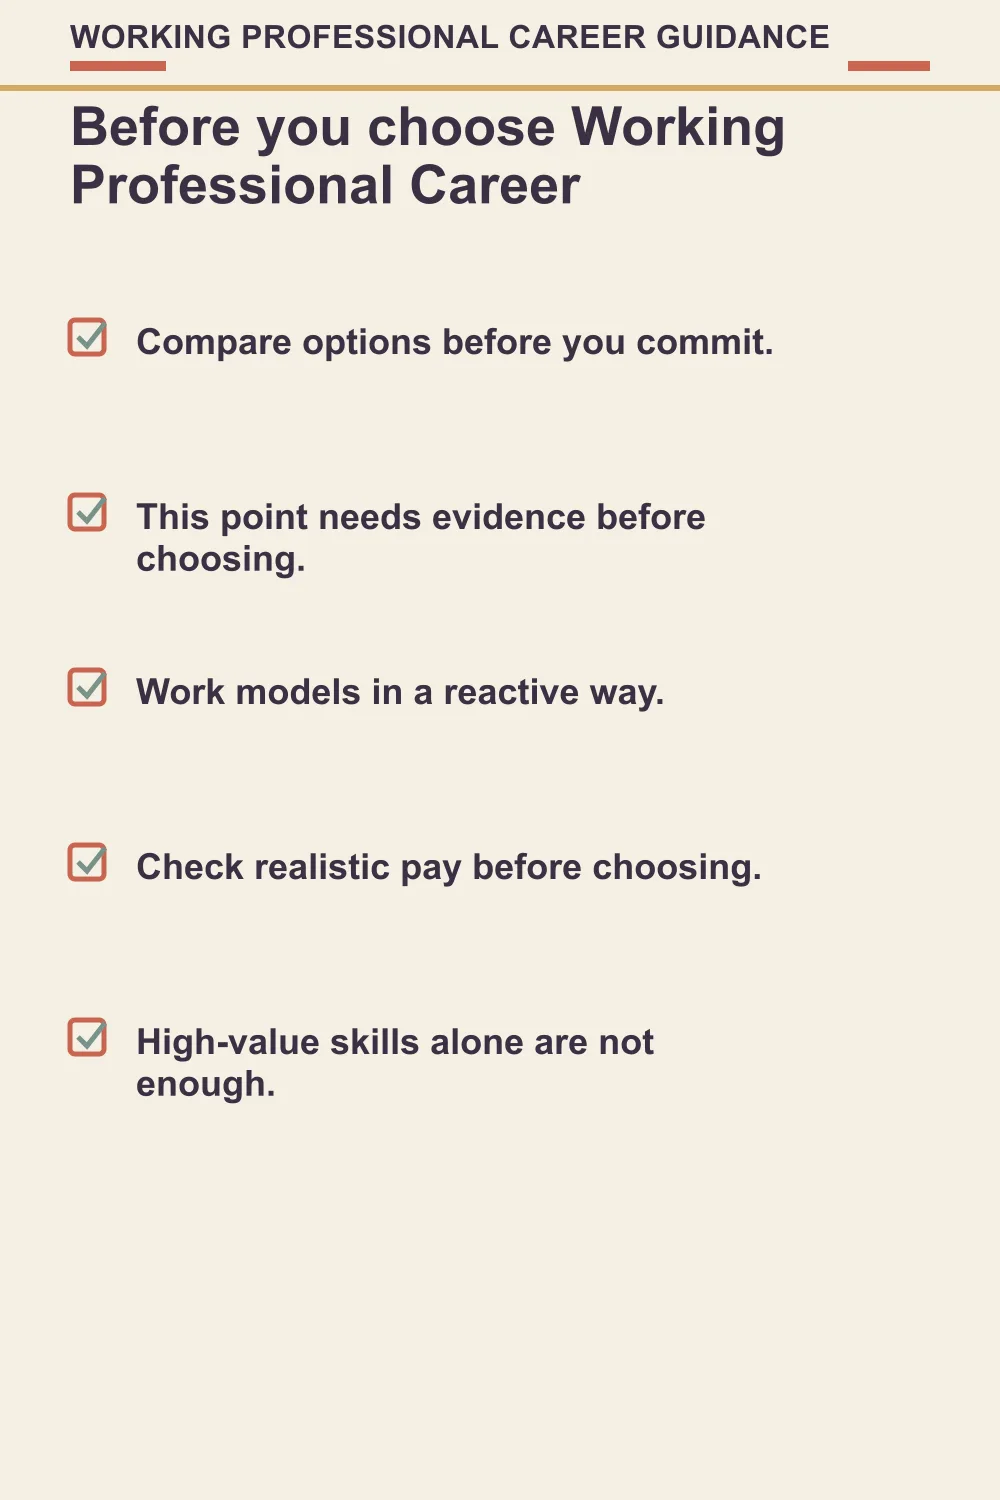 WORKING PROFESSIONAL CAREER GUIDANCE
Before you choose Working
Professional Career
Compare options before you commit.
This point needs evidence before
choosing.
Work models in a reactive way.
Check realistic pay before choosing.
High-value skills alone are not
enough.